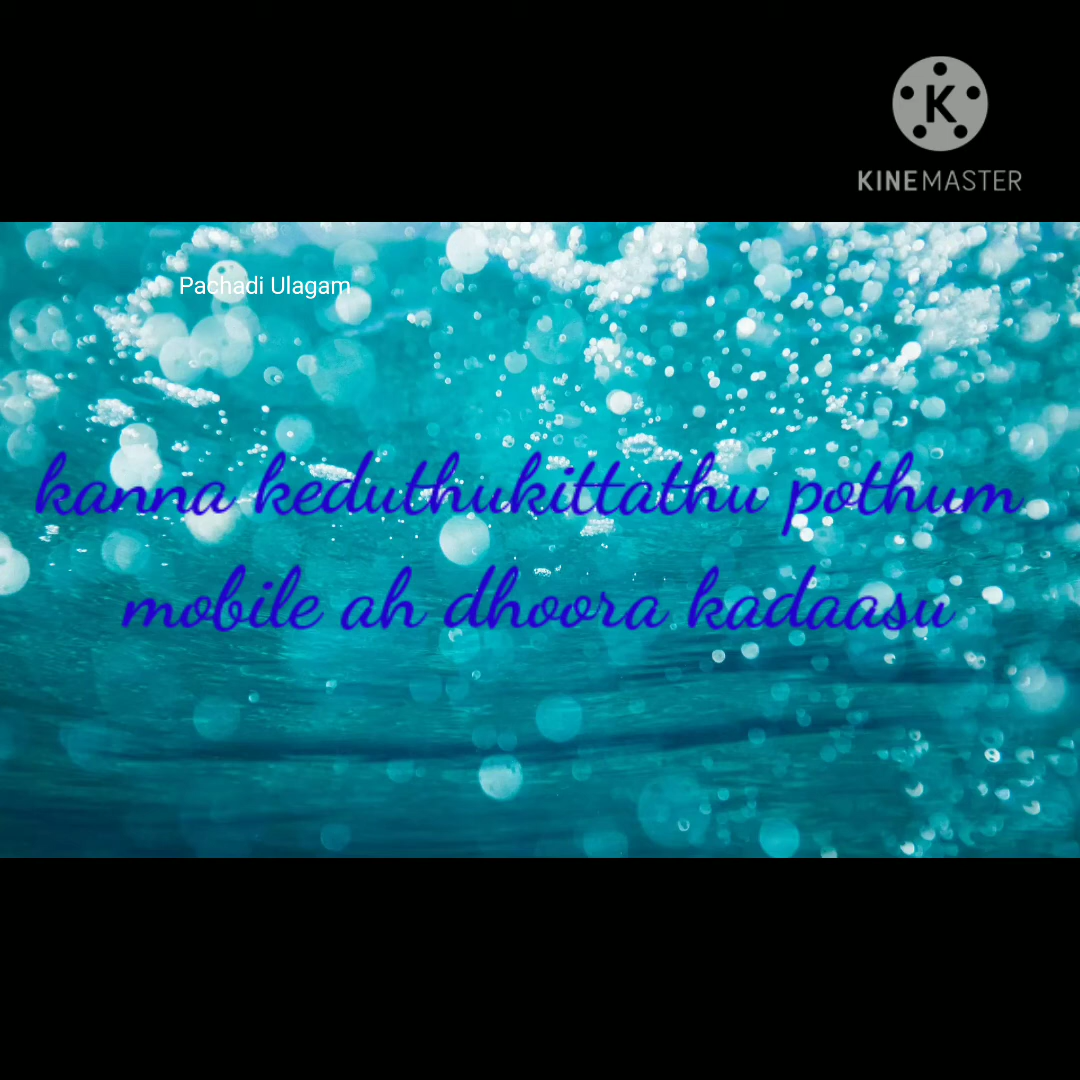 K
KINEMASTER
Pachadi Ulagam
kanna keduthukittathu pothum
mobile ah dhoora kadaasu